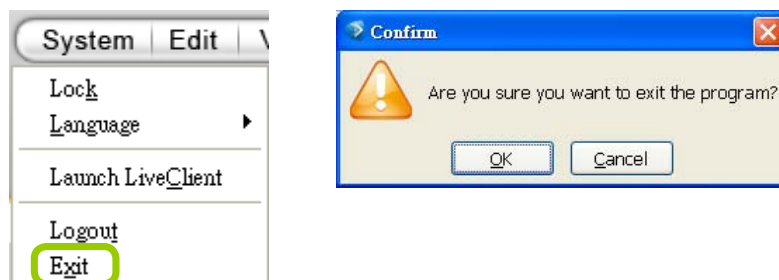 System Edit
Lock
Language
Launch LiveClient
Logout
Exit
Confirm
Are you sure you want to exit the program?
OK Cancel